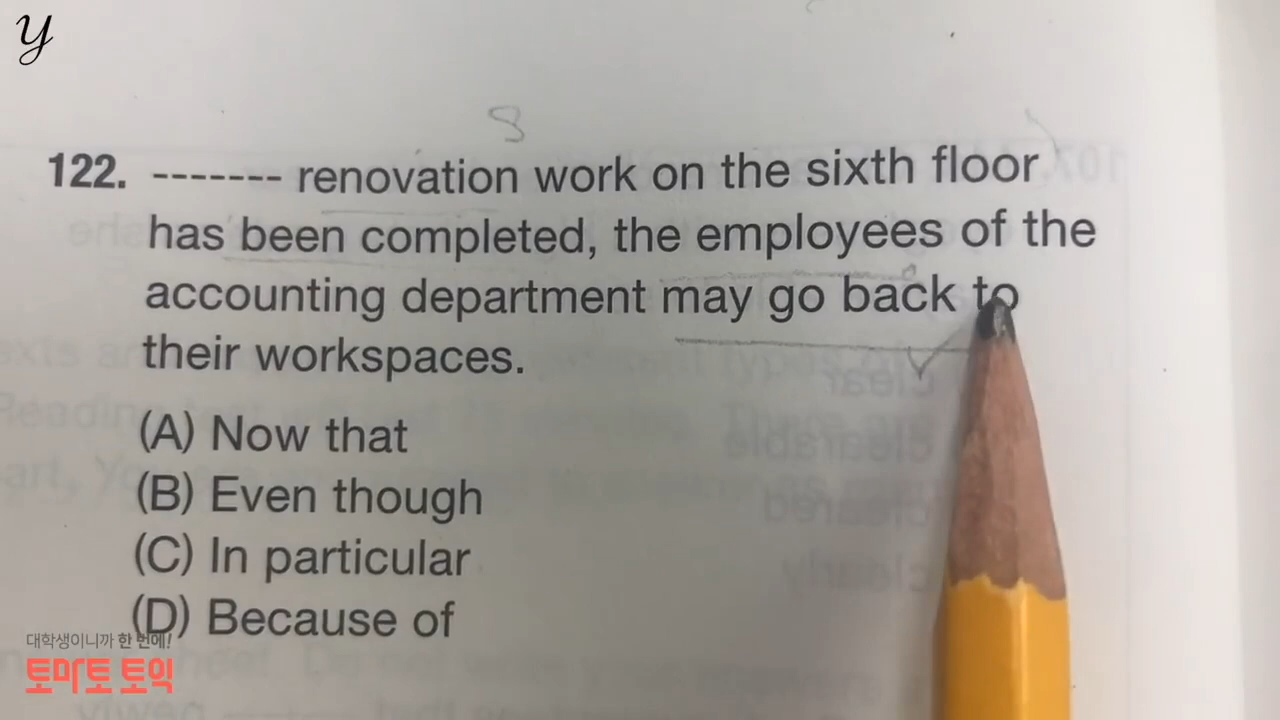 y
S
122. ------- renovation work on the sixth floor
has been completed, the employees of the
accounting department may go back to
their workspaces.
(A) Now that
(B) Even though
(C) In particular
(D) Because of
대학생이니까 한 번에!
토마토 토익